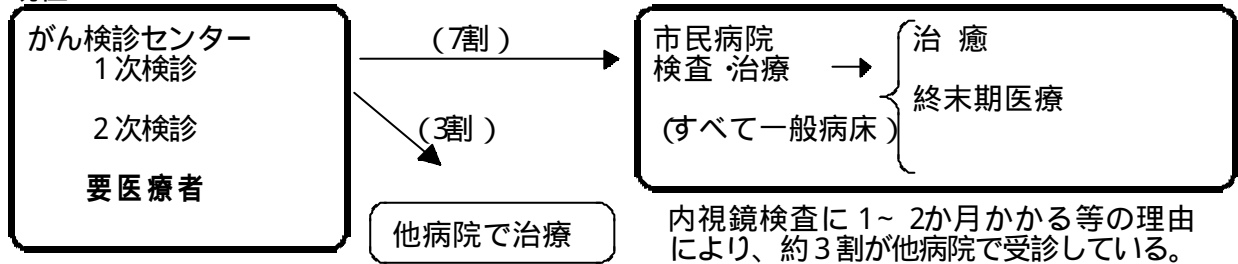 がん検診センター
1次検診
2次検診
要医療者
(7割)
(3割)
他病院で治療
市民病院
検査・治療
(すべて一般病床)
治 癒
終末期医療
内視鏡検査に1~2か月かかる等の理由
により、約3割が他病院で受診している。